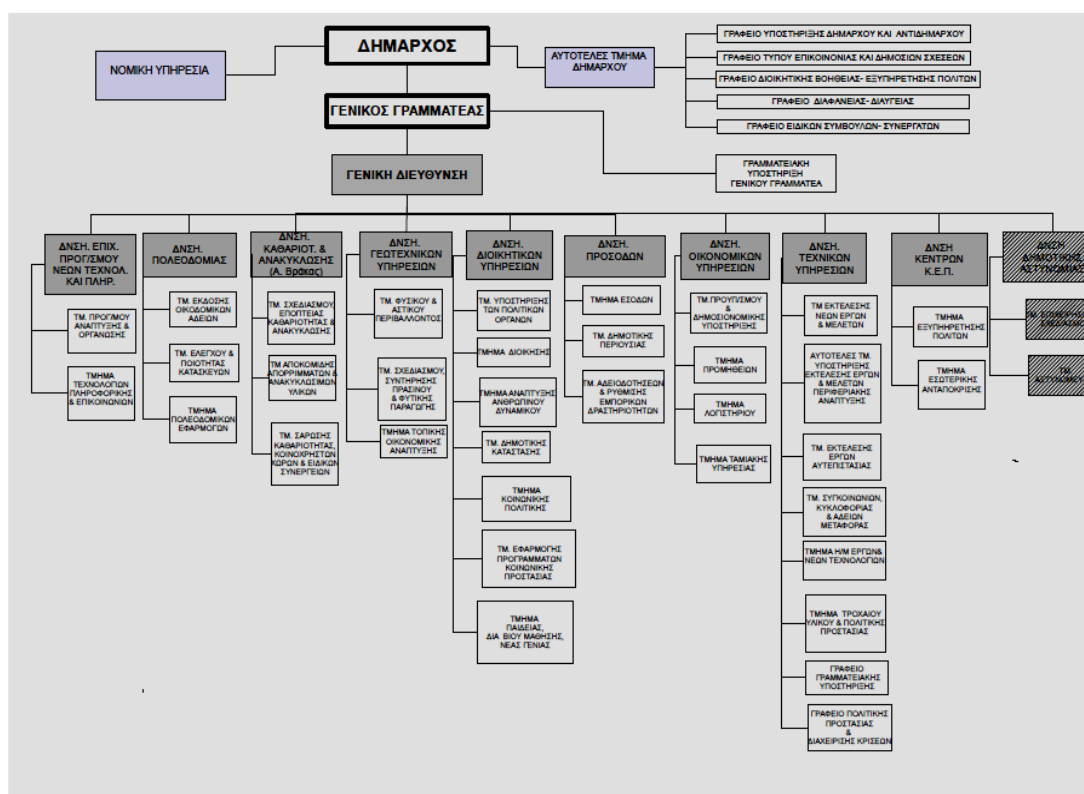 ΔΗΜΑΡΧΟΣ
ΝΟΜΙΚΗ ΥΠΗΡΕΣΙΑ
ΑΥΤΟΤΕΛΕΣ ΤΜΗΜΑ
ΔΗΜΑΡΧΟΥ
ΓΡΑΦΕΙΟ ΥΠΟΣΤΗΡΙΞΗΣ ΔΗΜΑΡΧΟΥ ΚΑΙ ΑΝΤΙΔΗΜΑΡΧΟΥ
ΓΡΑΦΕΙΟ ΤΥΠΟΥ ΕΠΙΚΟΙΝΩΝΙΑΣ ΚΑΙ ΔΗΜΟΣΙΩΝ ΣΧΕΣΕΩΝ
ΓΡΑΦΕΙΟ ΔΙΟΙΚΗΤΙΚΗΣ ΒΟΗΘΕΙΑΣ- ΕΞΥΠΗΡΕΤΗΣΗΣ ΠΟΛΙΤΩΝ
ΓΡΑΦΕΙΟ ΔΙΑΦΑΝΕΙΑΣ- ΔΙΑΥΓΕΙΑΣ
ΓΡΑΦΕΙΟ ΕΙΔΙΚΩΝ ΣΥΜΒΟΥΛΩΝ- ΣΥΝΕΡΓΑΤΩΝ
ΓΕΝΙΚΟΣ ΓΡΑΜΜΑΤΕΑΣ
ΓΡΑΜΜΑΤΕΙΑΚΗ
ΥΠΟΣΤΗΡΙΞΗ
ΓΕΝΙΚΟΥ ΓΡΑΜΜΑΤΕΑ
ΓΕΝΙΚΗ ΔΙΕΥΘΥΝΣΗ
ΔΝΣΗ. ΕΠΙΧ.
ΠΡΟΓ/ΣΜΟΥ
ΝΕΩΝ ΤΕΧΝΟΛ.
ΚΑΙ ΠΛΗΡ.
ΤΜ. ΠΡΟΓ/ΜΟΥ
ΑΝΑΠΤΥΞΗΣ &
ΟΡΓΑΝΩΣΗΣ
ΤΜΗΜΑ
ΤΕΧΝΟΛΟΓΙΩΝ
ΠΛΗΡΟΦΟΡΙΚΗΣ
& ΕΠΙΚΟΙΝΩΝΙΩΝ
ΔΝΣΗ.
ΠΟΛΕΟΔΟΜΙΑΣ
ΤΜ. ΕΚΔΟΣΗΣ
ΟΙΚΟΔΟΜΙΚΩΝ
ΑΔΕΙΩΝ
ΤΜ. ΕΛΕΓΧΟΥ &
ΠΟΙΟΤΗΤΑΣ
ΚΑΤΑΣΚΕΥΩΝ
ΤΜΗΜΑ
ΠΟΛΕΟΔΟΜΙΚΩΝ
ΕΦΑΡΜΟΓΩΝ
ΔΝΣΗ.
ΚΑΘΑΡΙΟΤ. &
ΑΝΑΚΥΚΛΩΣΗΣ
(Α. Βράκας)
ΤΜ. ΣΧΕΔΙΑΣΜΟΥ,
ΕΠΟΠΤΕΙΑΣ
ΚΑΘΑΡΙΟΤΗΤΑΣ &
ΑΝΑΚΥΚΛΩΣΗΣ
ΤΜ ΑΠΟΚΟΜΙΔΗΣ
ΑΠΟΡΡΙΜΜΑΤΩΝ &
ΑΝΑΚΥΚΛΩΣΙΜΩΝ
ΥΛΙΚΩΝ
ΤΜ. ΣΑΡΩΣΗΣ
ΚΑΘΑΡΙΟΤΗΤΑΣ,
ΚΟΙΝΟΧΡΗΣΤΩΝ
ΧΩΡΩΝ & ΕΙΔΙΚΩΝ
ΣΥΝΕΡΓΕΙΩΝ
ΔΝΣΗ.
ΓΕΩΤΕΧΝΙΚΩΝ
ΥΠΗΡΕΣΙΩΝ
ΤΜ. ΦΥΣΙΚΟΥ &
ΑΣΤΙΚΟΥ
ΠΕΡΙΒΑΛΛΟΝΤΟΣ
ΤΜ. ΣΧΕΔΙΑΣΜΟΥ,
ΣΥΝΤΗΡΗΣΗΣ
ΠΡΑΣΙΝΟΥ
& ΦΥΤΙΚΗΣ
ΠΑΡΑΓΩΓΗΣ
ΤΜΗΜΑ ΤΟΠΙΚΗΣ
ΟΙΚΟΝΟΜΙΚΗΣ
ΑΝΑΠΤΥΞΗΣ
ΔΝΣΗ.
ΔΙΟΙΚΗΤΙΚΩΝ
ΥΠΗΡΕΣΙΩΝ
ΤΜ. ΥΠΟΣΤΗΡΙΞΗΣ
ΤΩΝ ΠΟΛΙΤΙΚΩΝ
ΟΡΓΑΝΩΝ
ΤΜΗΜΑ ΔΙΟΙΚΗΣΗΣ
ΤΜΗΜΑ ΑΝΑΠΤΥΞΗΣ
ΑΝΘΡΩΠΙΝΟΥ
ΔΥΝΑΜΙΚΟΥ
ΤΜ. ΔΗΜΟΤΙΚΗΣ
ΚΑΤΑΣΤΑΣΗΣ
ΤΜΗΜΑ
ΚΟΙΝΩΝΙΚΗΣ
ΠΟΛΙΤΙΚΗΣ
ΤΜ. ΕΦΑΡΜΟΓΗΣ
ΠΡΟΓΡΑΜΜΑΤΩΝ
ΚΟΙΝΩΝΙΚΗΣ
ΠΡΟΣΤΑΣΙΑΣ
ΤΜΗΜΑ
ΠΑΙΔΕΙΑΣ,
ΔΙΑ ΒΙΟΥ ΜΑΘΗΣΗΣ,
ΝΕΑΣ ΓΕΝΙΑΣ
ΔΝΣΗ.
ΠΡΟΣΟΔΩΝ
ΤΜΗΜΑ ΕΣΟΔΩΝ
ΤΜ. ΔΗΜΟΤΙΚΗΣ
ΠΕΡΙΟΥΣΙΑΣ
ΤΜ. ΑΔΕΙΟΔΟΤΗΣΕΩΝ
& ΡΥΘΜΙΣΗΣ
ΕΜΠΟΡΙΚΩΝ
ΔΡΑΣΤΗΡΙΟΤΗΤΩΝ
ΔΝΣΗ.
ΟΙΚΟΝΟΜΙΚΩΝ
ΥΠΗΡΕΣΙΩΝ
ΤΜ.ΠΡΟΥΠ/ΣΜΟΥ &
ΔΗΜΟΣΙΟΝΟΜΙΚΗΣ
ΥΠΟΣΤΗΡΙΞΗΣ
ΤΜΗΜΑ
ΠΡΟΜΗΘΕΙΩΝ
ΤΜΗΜΑ
ΛΟΓΙΣΤΗΡΙΟΥ
ΤΜΗΜΑ ΤΑΜΙΑΚΗΣ
ΥΠΗΡΕΣΙΑΣ
ΔΝΣΗ.
ΤΕΧΝΙΚΩΝ
ΥΠΗΡΕΣΙΩΝ
ΤΜ ΕΚΤΕΛΕΣΗΣ
ΝΕΩΝ ΕΡΓΩΝ
& ΜΕΛΕΤΩΝ
ΑΥΤΟΤΕΛΕΣ ΤΜ.
ΥΠΟΣΤΗΡΙΞΗΣ
ΕΚΤΕΛΕΣΗΣ ΕΡΓΩΝ
& ΜΕΛΕΤΩΝ
ΠΕΡΙΦΕΡΙΑΚΗΣ
ΑΝΑΠΤΥΞΗΣ
ΤΜ. ΕΚΤΕΛΕΣΗΣ
ΕΡΓΩΝ
ΑΥΤΕΠΙΣΤΑΣΙΑΣ
ΤΜ. ΣΥΓΚΟΙΝΩΝΙΩΝ,
ΚΥΚΛΟΦΟΡΙΑΣ
& ΑΔΕΙΩΝ
ΜΕΤΑΦΟΡΑΣ
ΤΜΗΜΑ Η/Μ ΕΡΓΩΝ&
ΝΕΩΝ ΤΕΧΝΟΛΟΓΙΩΝ
ΤΜΗΜΑ ΤΡΟΧΑΙΟΥ
ΥΛΙΚΟΥ & ΠΟΛΙΤΙΚΗΣ
ΠΡΟΣΤΑΣΙΑΣ
ΓΡΑΦΕΙΟ
ΓΡΑΜΜΑΤΕΙΑΚΗΣ
ΥΠΟΣΤΗΡΙΞΗΣ
ΓΡΑΦΕΙΟ ΠΟΛΙΤΙΚΗΣ
ΠΡΟΣΤΑΣΙΑΣ
&
ΔΙΑΧΕΙΡΙΣΗΣ ΚΡΙΣΕΩΝ
ΔΝΣΗ
ΚΕΝΤΡΩΝ
Κ.Ε.Π.
ΤΜΗΜΑ
ΕΞΥΠΗΡΕΤΗΣΗΣ
ΠΟΛΙΤΩΝ
ΤΜΗΜΑ
ΕΣΩΤΕΡΙΚΗΣ
ΑΝΤΑΠΟΚΡΙΣΗΣ
ΔΝΣΗ
ΔΗΜΟΤΙΚΗΣ
ΑΣΤΥΝΟΜΙΑΣ
ΤΜ.